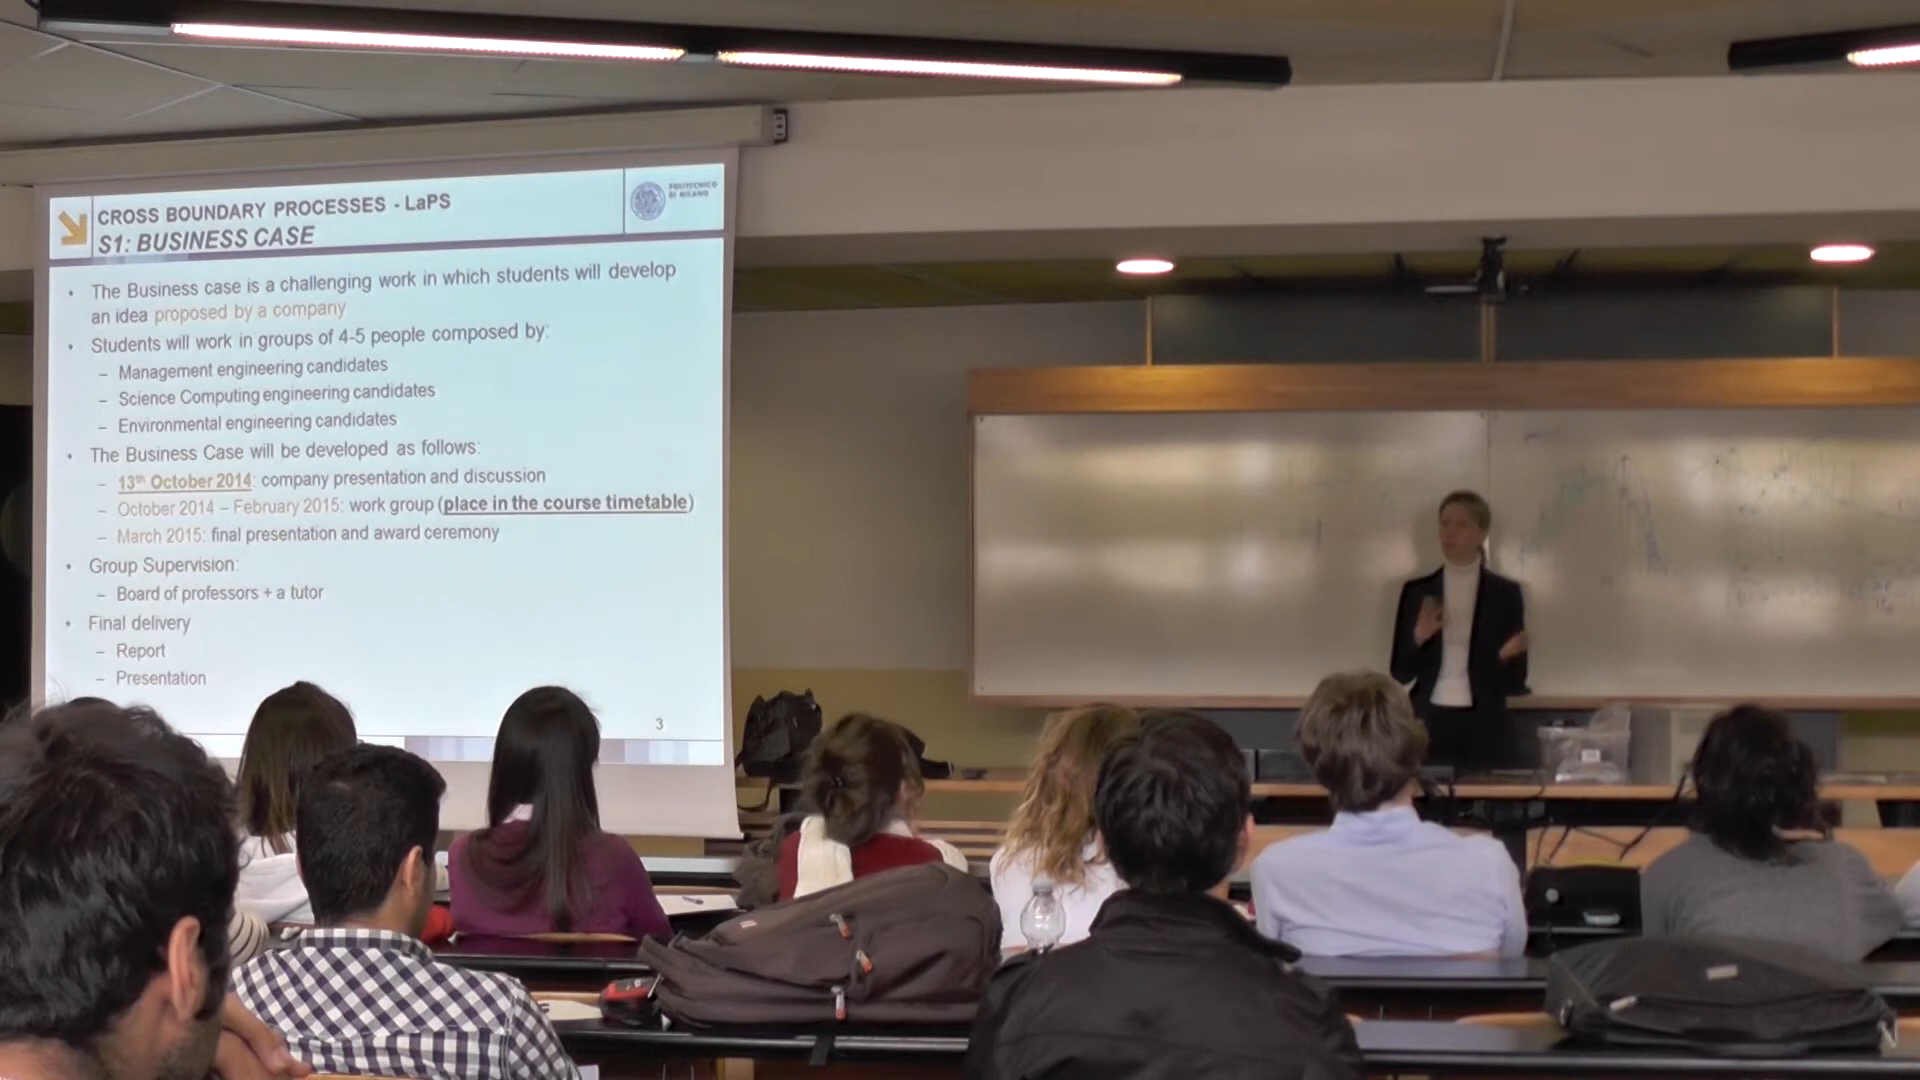 CROSS BOUNDARY PROCESSES - LaPS
S1: BUSINESS CASE
POLITECNICO
DI MILANO
• The Business case is a challenging work in which students will develop
an idea proposed by a company
• Students will work in groups of 4-5 people composed by:
– Management engineering candidates
– Science Computing engineering candidates
– Environmental engineering candidates
• The Business Case will be developed as follows:
– 13th October 2014: company presentation and discussion
– October 2014 – February 2015: work group (place in the course timetable)
– March 2015: final presentation and award ceremony
• Group Supervision:
– Board of professors + a tutor
• Final delivery
– Report
– Presentation
3